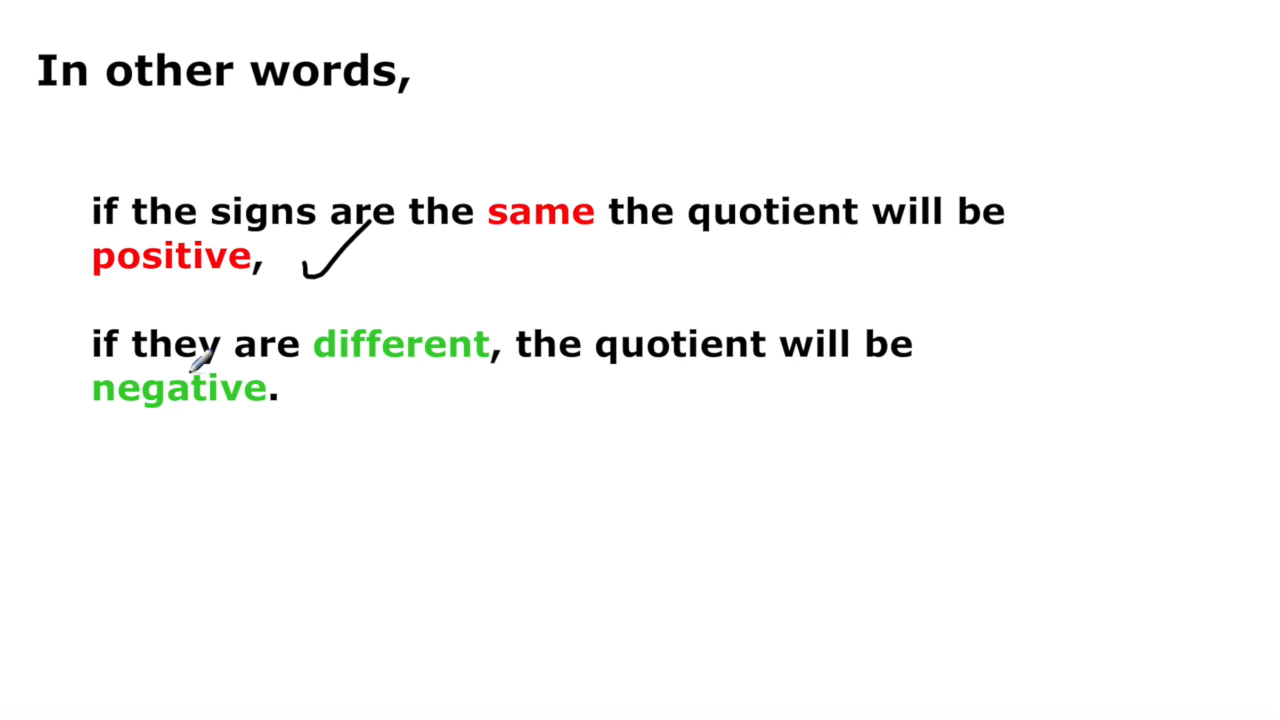 In other words,
if the signs are the same the quotient will be
positive,
if they are different, the quotient will be
negative.